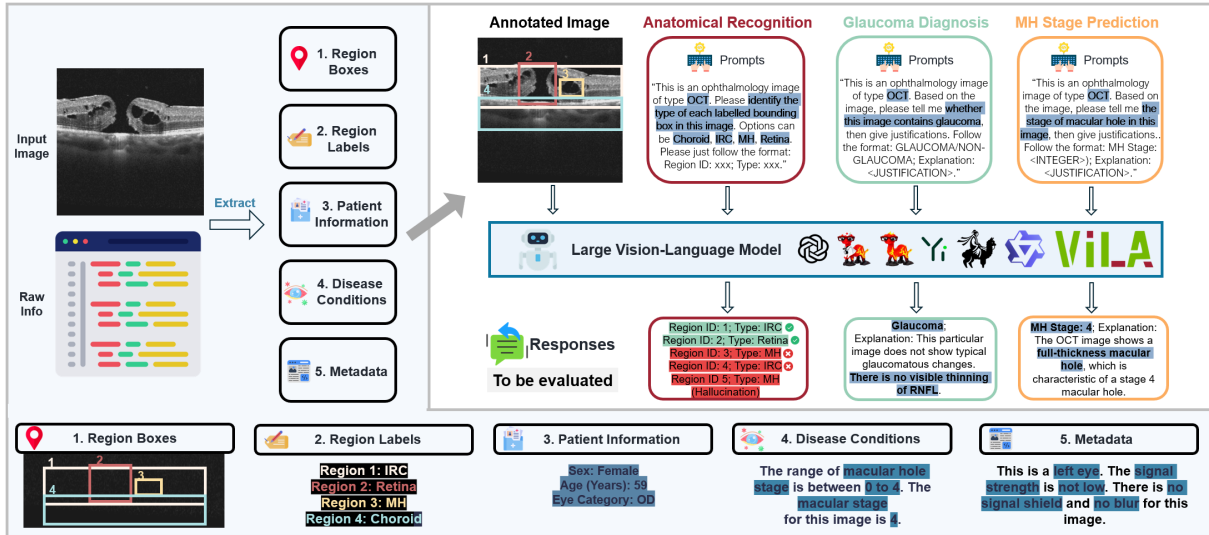 Input
Image
Raw
Info
Extract
1. Region
Boxes
2. Region
Labels
3. Patient
Information
4. Disease
Conditions
5. Metadata
Annotated Image
1
2
3
4
Anatomical Recognition
Prompts
“This is an ophthalmology image
of type OCT. Please identify the
type of each labelled bounding
box in this image. Options can
be Choroid, IRC, MH, Retina.
Please just follow the format:
Region ID: xxx; Type: xxx.”
Glaucoma Diagnosis
Prompts
“This is an ophthalmology image
of type OCT. Based on the
image, please tell me whether
this image contains glaucoma,
then give justifications. Follow
the format: GLAUCOMA/NON-
GLAUCOMA; Explanation:
<JUSTIFICATION>.”
MH Stage Prediction
Prompts
“This is an ophthalmology image
of type OCT. Based on the
image, please tell me the
stage of macular hole in this
image, then give justifications..
Follow the format: MH Stage:
<INTEGER>); Explanation:
<JUSTIFICATION>.”
Large Vision-Language Model
Yi
ViLA
Responses
To be evaluated
Region ID: 1; Type: IRC
Region ID: 2; Type: Retina
Region ID: 3; Type: MH
Region ID: 4; Type: IRC
Region ID 5; Type: MH
(Hallucination)
Glaucoma;
Explanation: This particular
image does not show typical
glaucomatous changes.
There is no visible thinning
of RNFL.
MH Stage: 4; Explanation:
The OCT image shows a
full-thickness macular
hole, which is
characteristic of a stage 4
macular hole.
1. Region Boxes
1
2
3
4
2. Region Labels
Region 1: IRC
Region 2: Retina
Region 3: MH
Region 4: Choroid
3. Patient Information
Sex: Female
Age (Years): 59
Eye Category: OD
4. Disease Conditions
The range of macular hole
stage is between 0 to 4. The
macular stage
for this image is 4.
5. Metadata
This is a left eye. The signal
strength is not low. There is no
signal shield and no blur for this
image.